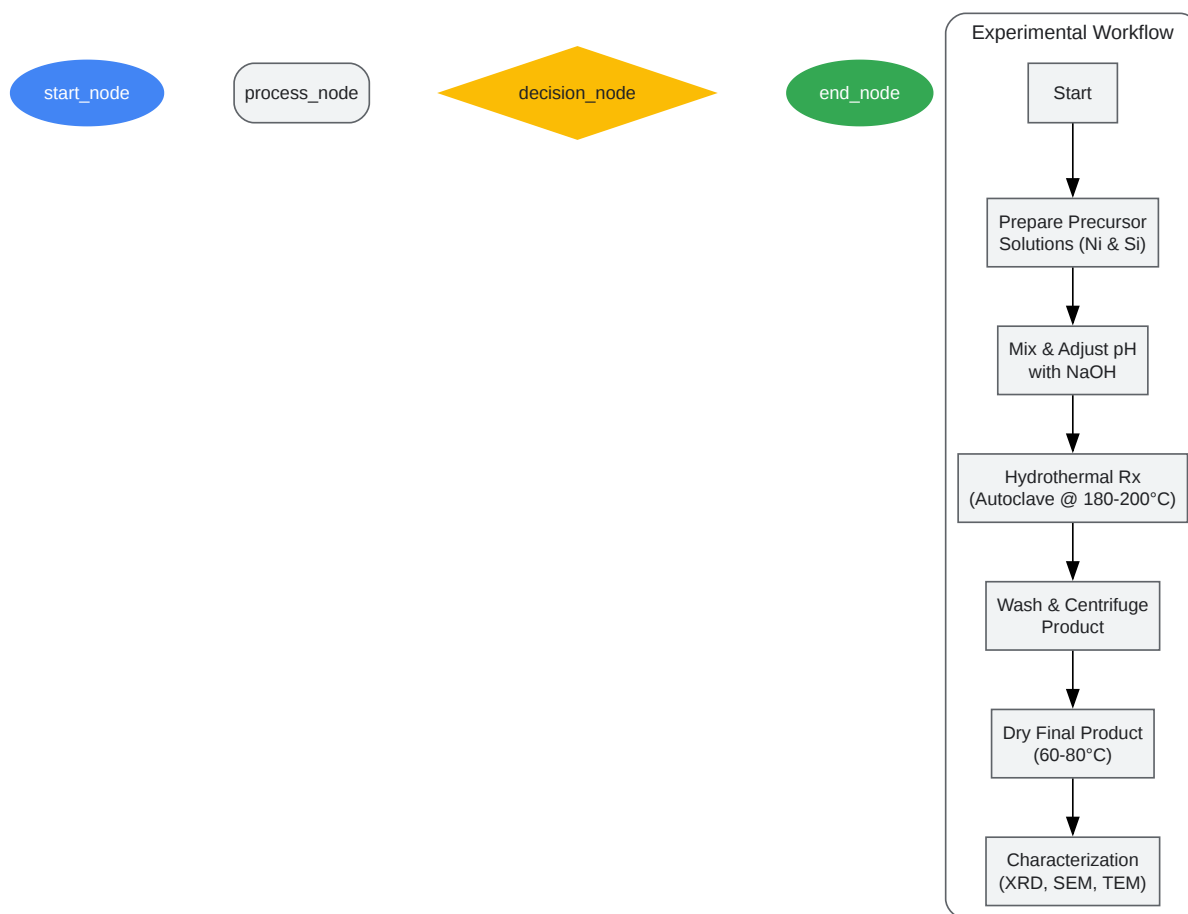 start_node
process_node
decision_node
end_node
Experimental Workflow
Start
Prepare Precursor
Solutions (Ni & Si)
Mix & Adjust pH
with NaOH
Hydrothermal Rx
(Autoclave @ 180-200°C)
Wash & Centrifuge
Product
Dry Final Product
(60-80°C)
Characterization
(XRD, SEM, TEM)